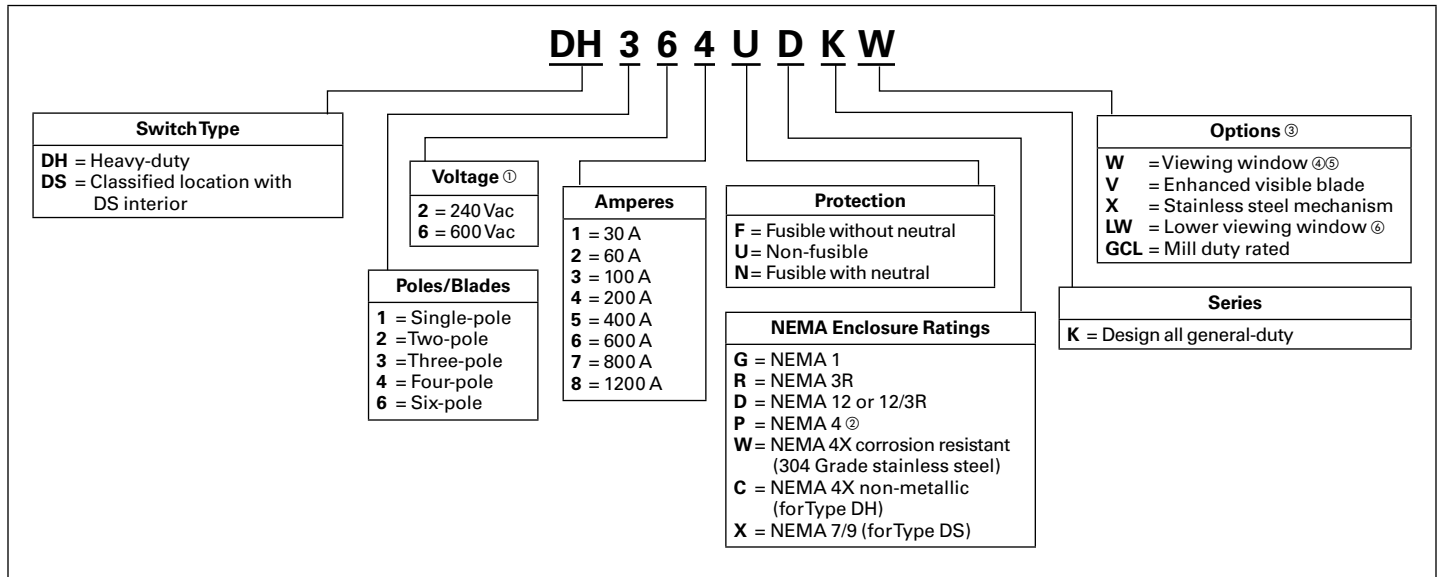 DH 3 6 4 U D K W
Switch Type
DH = Heavy-duty
DS = Classified location with
DS interior
Poles/Blades
1 = Single-pole
2 = Two-pole
3 = Three-pole
4 = Four-pole
6 = Six-pole
Voltage ①
2 = 240 Vac
6 = 600 Vac
Amperes
1 = 30 A
2 = 60 A
3 = 100 A
4 = 200 A
5 = 400 A
6 = 600 A
7 = 800 A
8 = 1200 A
Protection
F = Fusible without neutral
U = Non-fusible
N = Fusible with neutral
NEMA Enclosure Ratings
G = NEMA 1
R = NEMA 3R
D = NEMA 12 or 12/3R
P = NEMA 4 ②
W = NEMA 4X corrosion resistant
(304 Grade stainless steel)
C = NEMA 4X non-metallic
(for Type DH)
X = NEMA 7/9 (for Type DS)
Series
K = Design all general-duty
Options ③
W = Viewing window ④⑤
V = Enhanced visible blade
X = Stainless steel mechanism
LW = Lower viewing window ⑥
GCL = Mill duty rated